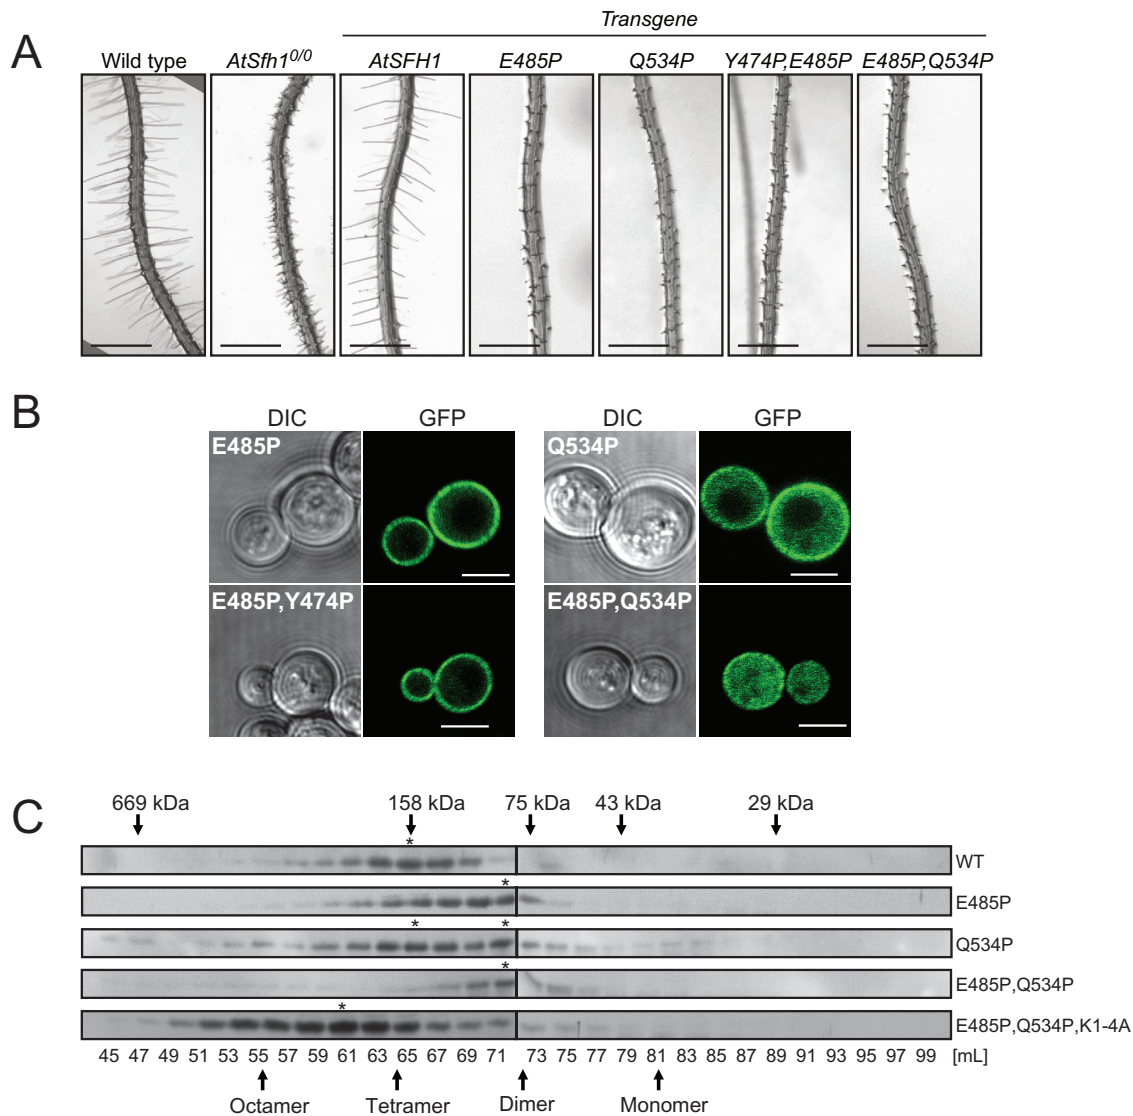 Transgene
A
Wild type AtSfh10/0 AtSFH1 E485P Q534P Y474P,E485P E485P,Q534P
B
DIC GFP DIC GFP
E485P Q534P
E485P,Y474P E485P,Q534P
C
669 kDa 158 kDa 75 kDa 43 kDa 29 kDa
*
WT
*
E485P
* *
Q534P
*
E485P,Q534P
*
E485P,Q534P,K1-4A
45 47 49 51 53 55 57 59 61 63 65 67 69 71 73 75 77 79 81 83 85 87 89 91 93 95 97 99 [mL]
Octamer Tetramer Dimer Monomer